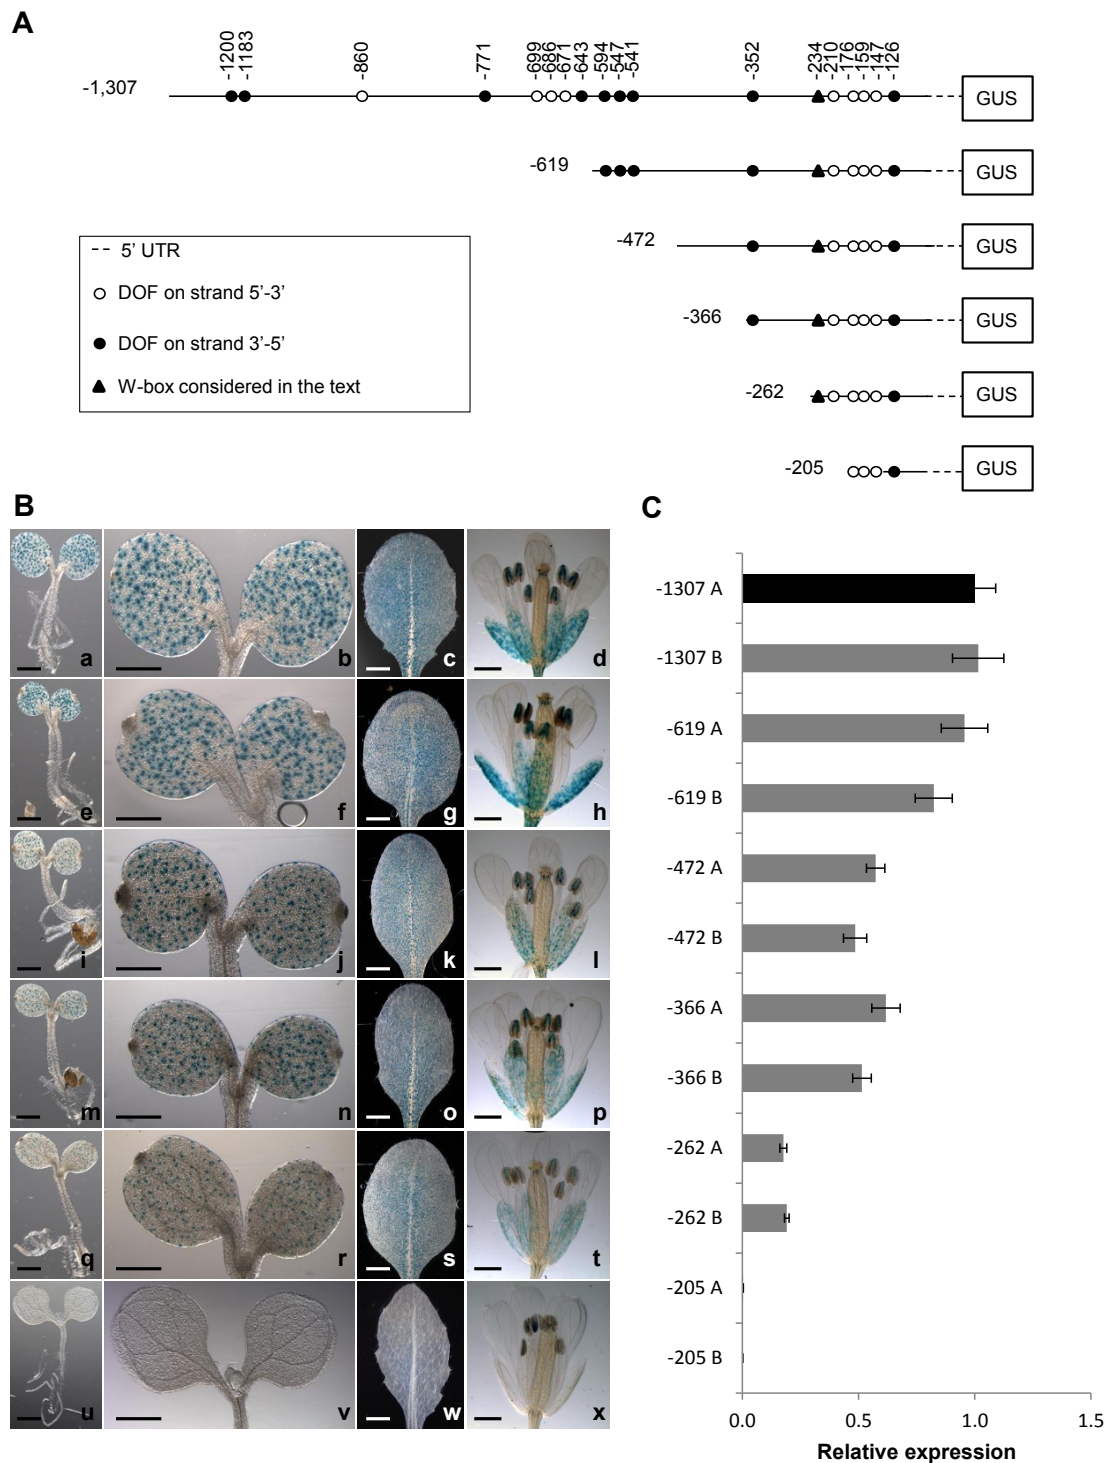 A
-1200
-1183
-860
-771
-699
-686
-671
-643
-594
-547
-541
-352
-234
-210
-176
-159
-147
-126
-1,307
GUS
-619
GUS
-472
GUS
-366
GUS
-262
GUS
-205
GUS
5’ UTR
DOF on strand 5’-3’
DOF on strand 3’-5’
W-box considered in the text
B
a
b
c
d
e
f
g
h
i
j
k
l
m
n
o
p
q
r
s
t
u
v
w
x
C
-1307 A
-1307 B
-619 A
-619 B
-472 A
-472 B
-366 A
-366 B
-262 A
-262 B
-205 A
-205 B
0.0 0.5 1.0 1.5
Relative expression